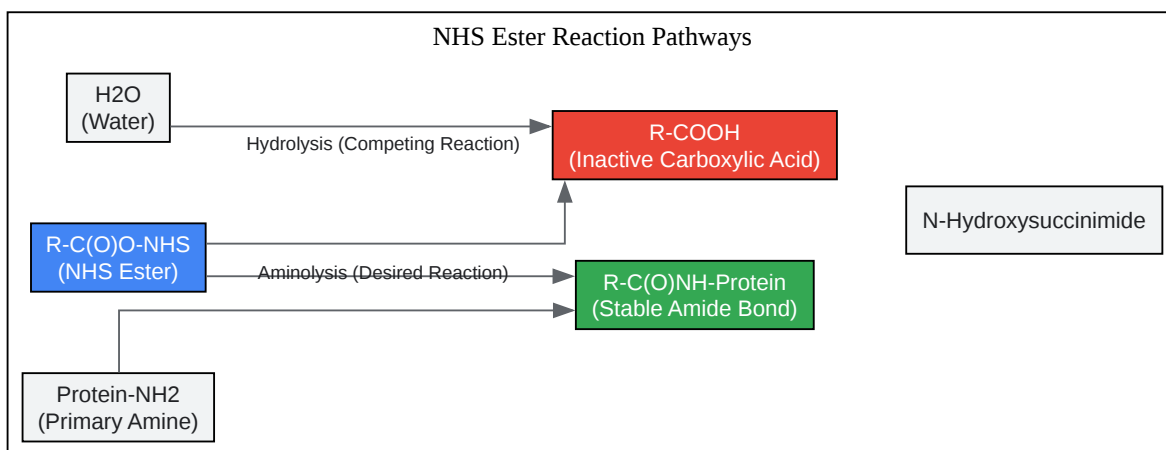 NHS Ester Reaction Pathways
H2O
(Water)
Hydrolysis (Competing Reaction)
R-COOH
(Inactive Carboxylic Acid)
N-Hydroxysuccinimide
R-C(O)O-NHS
(NHS Ester)
Aminolysis (Desired Reaction)
R-C(O)NH-Protein
(Stable Amide Bond)
Protein-NH2
(Primary Amine)